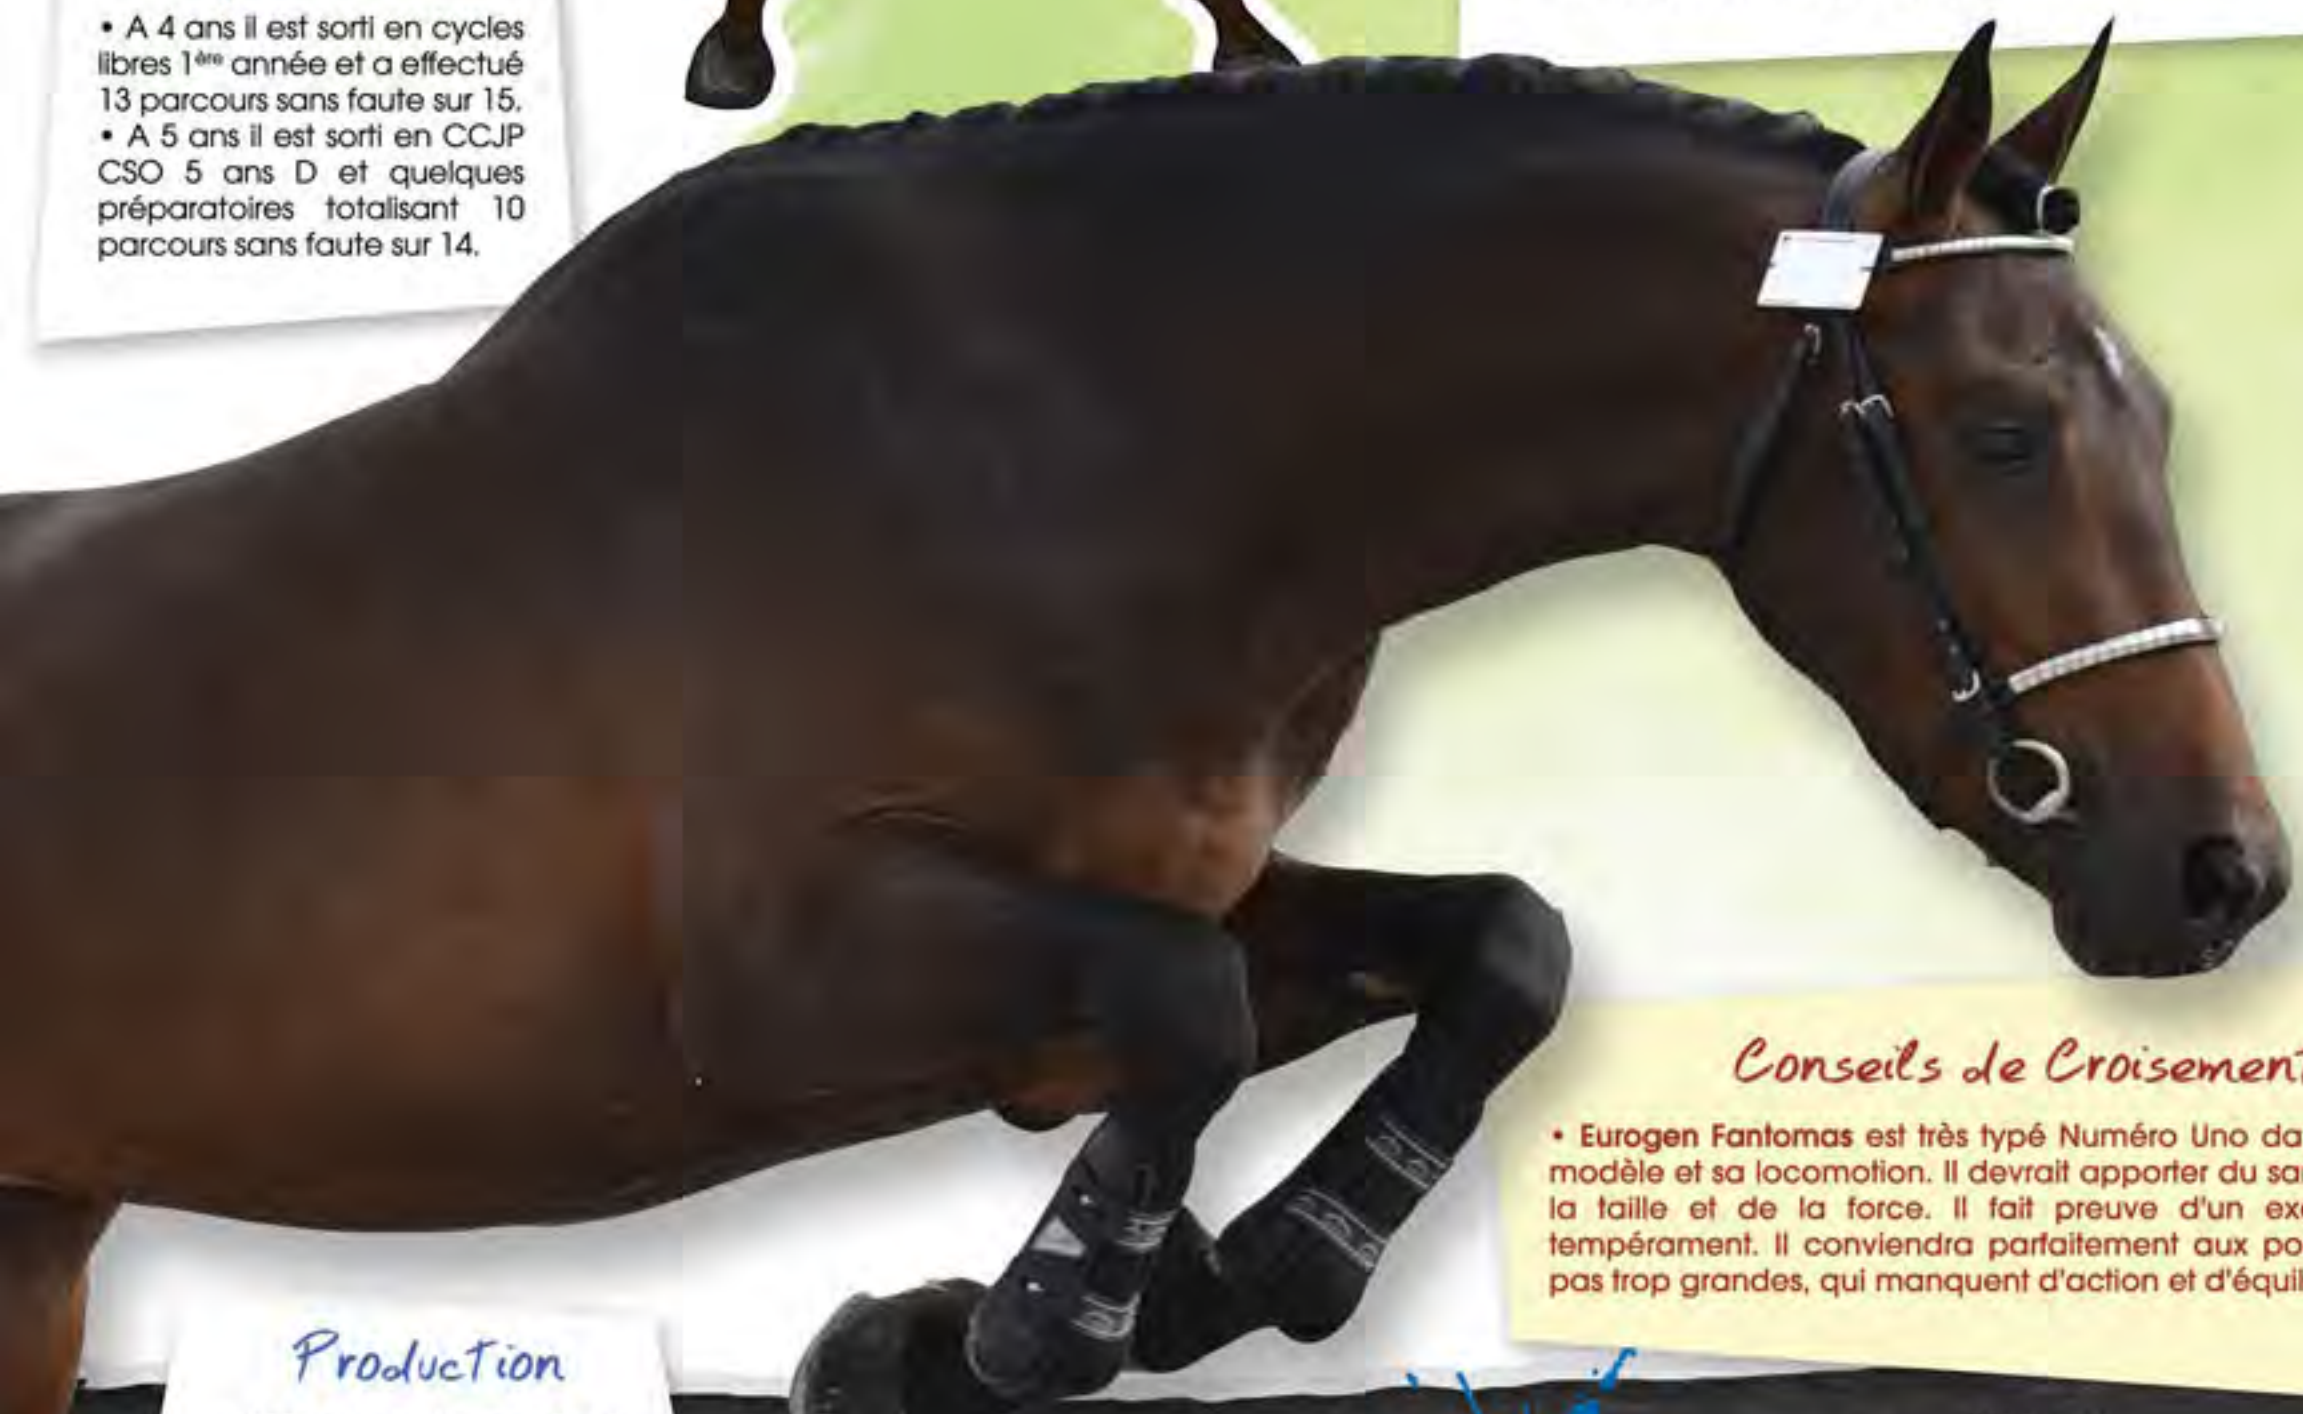 • A 4 ans il est sorti en cycles
libres 1ère année et a effectué
13 parcours sans faute sur 15.
• A 5 ans il est sorti en CCJP
CSO 5 ans D et quelques
préparatoires totalisant 10
parcours sans faute sur 14.
Conseils de Croisement
• Eurogen Fantomas est très typé Numéro Uno da
modèle et sa locomotion. Il devrait apporter du sa
la taille et de la force. Il fait preuve d'un ex
tempérament. Il conviendra parfaitement aux po
pas trop grandes, qui manquent d'action et d'équil
Production